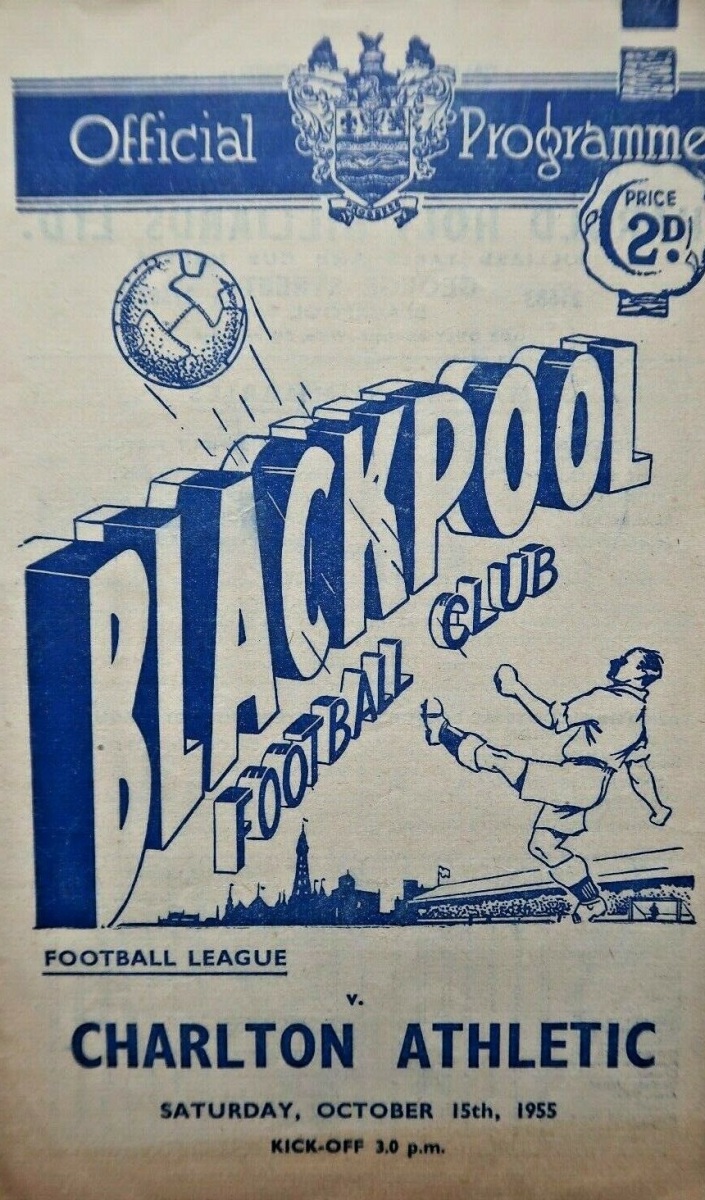 Official Programme
PROGRESS
PRICE
2D.
BLACKPOOL
FOOTBALL CLUB
FOOTBALL LEAGUE
v.
CHARLTON ATHLETIC
SATURDAY, OCTOBER 15th, 1955
KICK-OFF 3.0 p.m.